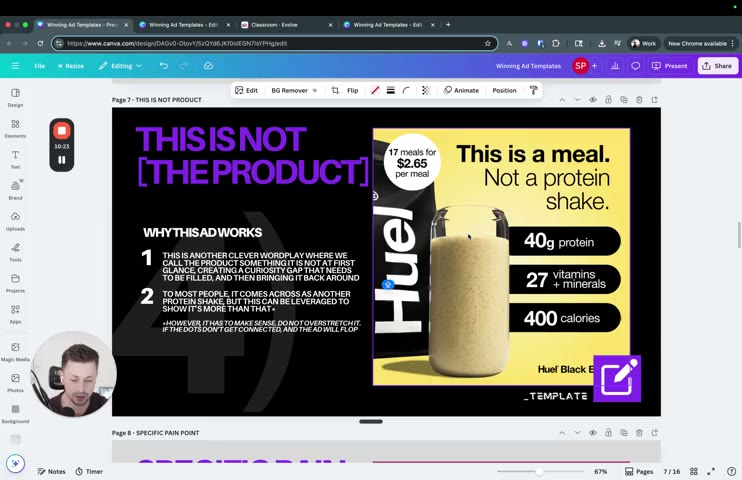 Winning Ad Templates - Pres
Winning Ad Templates - Edit
Classroom - Evolve
Winning Ad Templates - Edit
https://www.canva.com/design/DAGv0-DtovY/5zQYd6JKf0oIEGN7IsYPHg/edit
Work
New Chrome available
File
Resize
Editing
Winning Ad Templates
SP
Present
Share
Edit
BG Remover
Flip
Animate
Position
Design
Elements
Text
Brand
Uploads
Tools
Projects
Apps
Magic Media
Photos
Background
10:23
Page 7 - THIS IS NOT PRODUCT
THIS IS NOT
[THE PRODUCT]
WHY THIS AD WORKS
1
THIS IS ANOTHER CLEVER WORDPLAY WHERE WE
CALL THE PRODUCT SOMETHING IT IS NOT AT FIRST
GLANCE, CREATING A CURIOSITY GAP THAT NEEDS
TO BE FILLED, AND THEN BRINGING IT BACK AROUND
2
TO MOST PEOPLE, IT COMES ACROSS AS ANOTHER
PROTEIN SHAKE, BUT THIS CAN BE LEVERAGED TO
SHOW IT'S MORE THAN THAT*
*HOWEVER, IT HAS TO MAKE SENSE. DO NOT OVERSTRETCH IT.
IF THE DOTS DON'T GET CONNECTED, AND THE AD WILL FLOP
4)
17 meals for
$2.65
per meal
This is a meal.
Not a protein
shake.
Huel
40g protein
27 vitamins
+ minerals
400 calories
Huel Black
_TEMPLATE
Page 8 - SPECIFIC PAIN POINT
SPECIFIC PAIN
Notes
Timer
67%
Pages
7 / 16